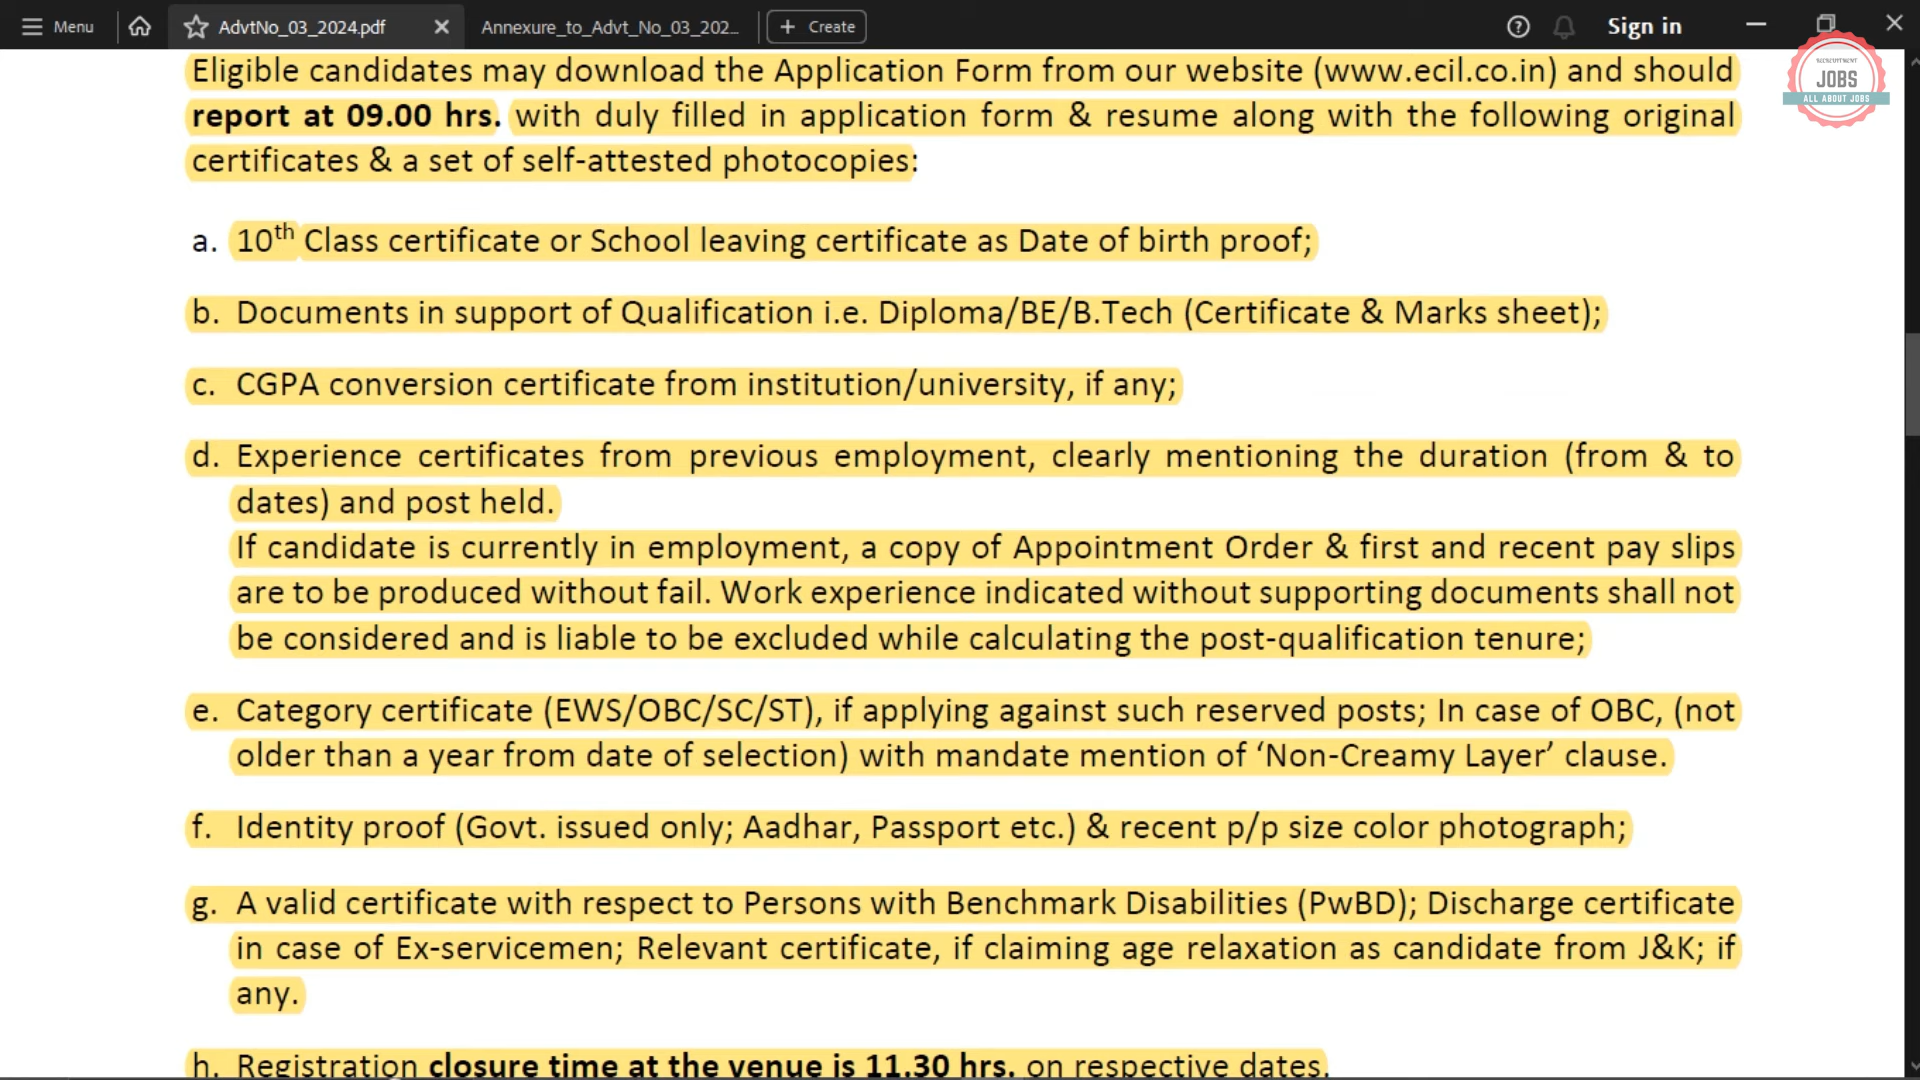 Menu
AdvtNo_03_2024.pdf
Annexure_to_Advt_No_03_202...
Create
Sign in
RECRUITMENT
JOBS
ALL ABOUT JOBS
Eligible candidates may download the Application Form from our website (www.ecil.co.in) and should
report at 09.00 hrs. with duly filled in application form & resume along with the following original
certificates & a set of self-attested photocopies:
a. 10th Class certificate or School leaving certificate as Date of birth proof;
b. Documents in support of Qualification i.e. Diploma/BE/B.Tech (Certificate & Marks sheet);
c. CGPA conversion certificate from institution/university, if any;
d. Experience certificates from previous employment, clearly mentioning the duration (from & to
dates) and post held.
If candidate is currently in employment, a copy of Appointment Order & first and recent pay slips
are to be produced without fail. Work experience indicated without supporting documents shall not
be considered and is liable to be excluded while calculating the post-qualification tenure;
e. Category certificate (EWS/OBC/SC/ST), if applying against such reserved posts; In case of OBC, (not
older than a year from date of selection) with mandate mention of ‘Non-Creamy Layer’ clause.
f. Identity proof (Govt. issued only; Aadhar, Passport etc.) & recent p/p size color photograph;
g. A valid certificate with respect to Persons with Benchmark Disabilities (PwBD); Discharge certificate
in case of Ex-servicemen; Relevant certificate, if claiming age relaxation as candidate from J&K; if
any.
h. Registration closure time at the venue is 11.30 hrs. on respective dates.